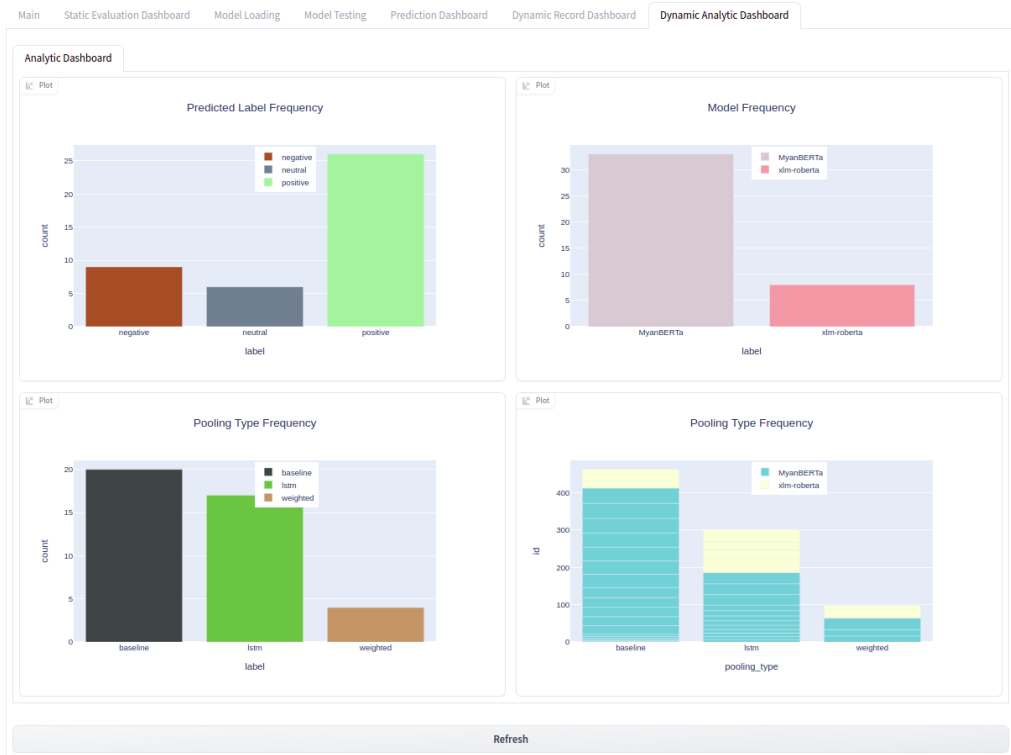 Main Static Evaluation Dashboard Model Loading Model Testing Prediction Dashboard Dynamic Record Dashboard Dynamic Analytic Dashboard
Analytic Dashboard
Plot
Predicted Label Frequency
negative
neutral
positive
25
20
15
10
5
0
count
negative neutral positive
label
Plot
Model Frequency
MyanBERTa
xlm-roberta
30
25
20
15
10
5
0
count
MyanBERTa xlm-roberta
label
Plot
Pooling Type Frequency
baseline
lstm
weighted
20
15
10
5
0
count
baseline lstm weighted
label
Plot
Pooling Type Frequency
MyanBERTa
xlm-roberta
400
300
200
100
0
id
baseline lstm weighted
pooling_type
Refresh